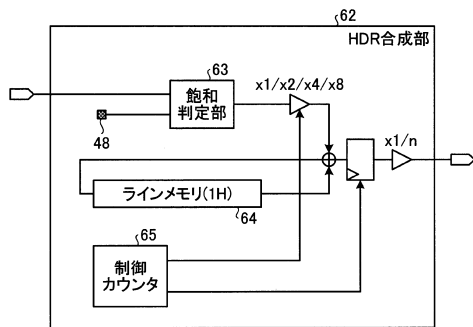 62
HDR合成部
63
x1/x2/x4/x8
飽和
判定部
48
x1/n
ラインメモリ(1H)
64
65
制御
カウンタ